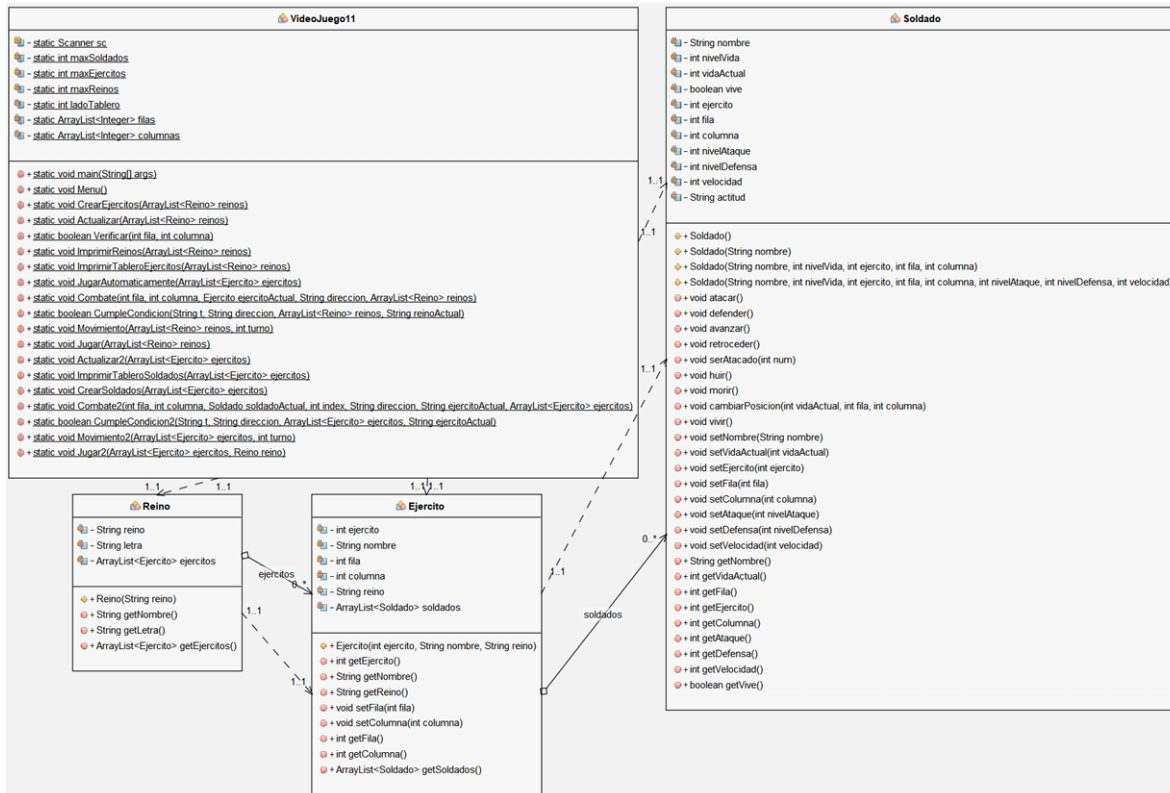 VideoJuego11
- static Scanner sc
- static int maxSoldados
- static int maxEjercitos
- static int maxReinos
- static int ladoTablero
- static ArrayList<Integer> filas
- static ArrayList<Integer> columnas
+ static void main(String[] args)
+ static void Menu()
+ static void CrearEjercitos(ArrayList<Reino> reinos)
+ static void Actualizar(ArrayList<Reino> reinos)
+ static boolean Verificar(int fila, int columna)
+ static void ImprimirReinos(ArrayList<Reino> reinos)
+ static void ImprimirTableroEjercitos(ArrayList<Reino> reinos)
+ static void JugarAutomaticamente(ArrayList<Ejercito> ejercitos)
+ static void Combate(int fila, int columna, Ejercito ejercitoActual, String direccion, ArrayList<Reino> reinos)
+ static boolean CumpleCondicion(String t, String direccion, ArrayList<Reino> reinos, String reinoActual)
+ static void Movimiento(ArrayList<Reino> reinos, int turno)
+ static void Jugar(ArrayList<Reino> reinos)
+ static void Actualizar2(ArrayList<Ejercito> ejercitos)
+ static void ImprimirTableroSoldados(ArrayList<Ejercito> ejercitos)
+ static void CrearSoldados(ArrayList<Ejercito> ejercitos)
+ static void Combate2(int fila, int columna, Soldado soldadoActual, int index, String direccion, String ejercitoActual, ArrayList<Ejercito> ejercitos)
+ static boolean CumpleCondicion2(String t, String direccion, ArrayList<Ejercito> ejercitos, String ejercitoActual)
+ static void Movimiento2(ArrayList<Ejercito> ejercitos, int turno)
+ static void Jugar2(ArrayList<Ejercito> ejercitos, Reino reino)
Soldado
- String nombre
- int nivelVida
- int vidaActual
- boolean vive
- int ejercito
- int fila
- int columna
- int nivelAtaque
- int nivelDefensa
- int velocidad
- String actitud
+ Soldado()
+ Soldado(String nombre)
+ Soldado(String nombre, int nivelVida, int ejercito, int fila, int columna)
+ Soldado(String nombre, int nivelVida, int ejercito, int fila, int columna, int nivelAtaque, int nivelDefensa, int velocidad
+ void atacar()
+ void defender()
+ void avanzar()
+ void retroceder()
+ void serAtacado(int num)
+ void huir()
+ void morir()
+ void cambiarPosicion(int vidaActual, int fila, int columna)
+ void vivir()
+ void setNombre(String nombre)
+ void setVidaActual(int vidaActual)
+ void setEjercito(int ejercito)
+ void setFila(int fila)
+ void setColumna(int columna)
+ void setAtaque(int nivelAtaque)
+ void setDefensa(int nivelDefensa)
+ void setVelocidad(int velocidad)
+ String getNombre()
+ int getVidaActual()
+ int getFila()
+ int getEjercito()
+ int getColumna()
+ int getAtaque()
+ int getDefensa()
+ int getVelocidad()
+ boolean getVive()
1..1
1..1
1..1
0..*
1..1
1..1
1..1 1..1
Reino
- String reino
- String letra
- ArrayList<Ejercito> ejercitos
+ Reino(String reino)
+ String getNombre()
+ String getLetra()
+ ArrayList<Ejercito> getEjercitos()
ejercitos
0..*
1..1
1..1
Ejercito
- int ejercito
- String nombre
- int fila
- int columna
- String reino
- ArrayList<Soldado> soldados
+ Ejercito(int ejercito, String nombre, String reino)
+ int getEjercito()
+ String getNombre()
+ String getReino()
+ void setFila(int fila)
+ void setColumna(int columna)
+ int getFila()
+ int getColumna()
+ ArrayList<Soldado> getSoldados()
1..1
soldados